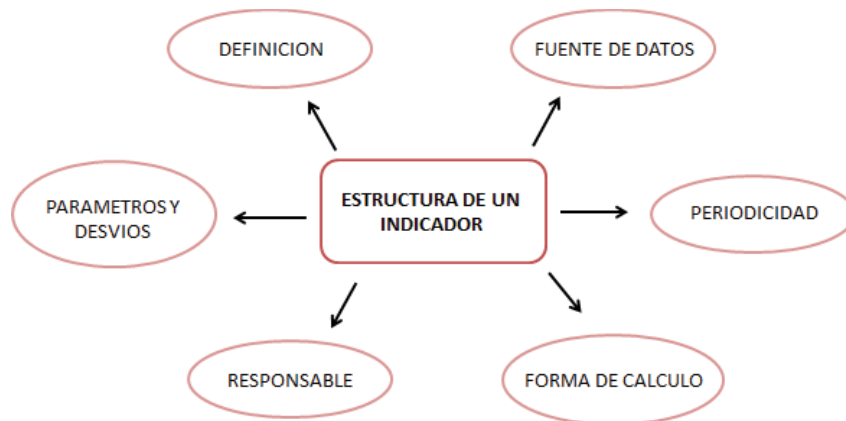 DEFINICION
FUENTE DE DATOS
ESTRUCTURA DE UN
INDICADOR
PARAMETROS Y
DESVIOS
PERIODICIDAD
RESPONSABLE
FORMA DE CALCULO